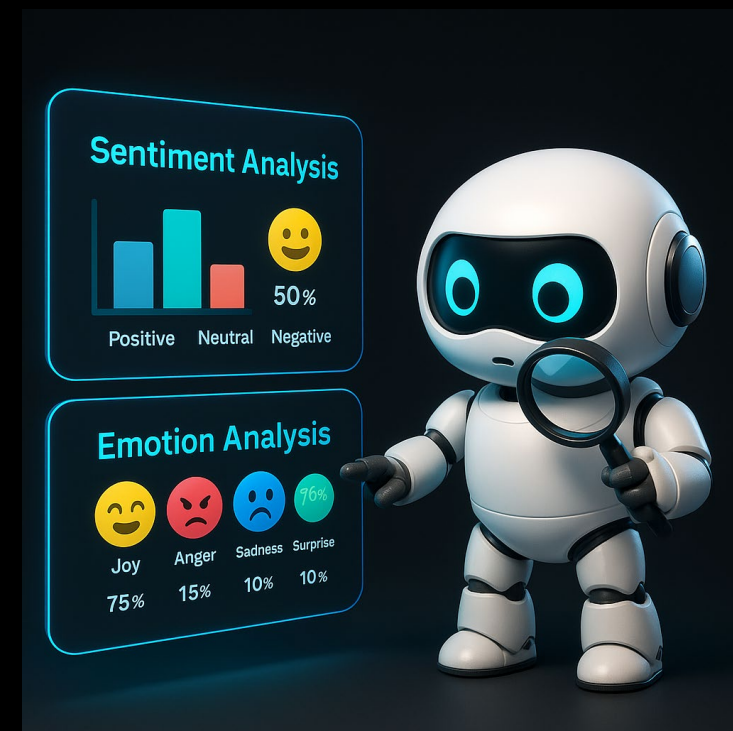 Sentiment Analysis
50%
Positive Neutral Negative
Emotion Analysis
96%
Joy Anger Sadness Surprise
75% 15% 10% 10%